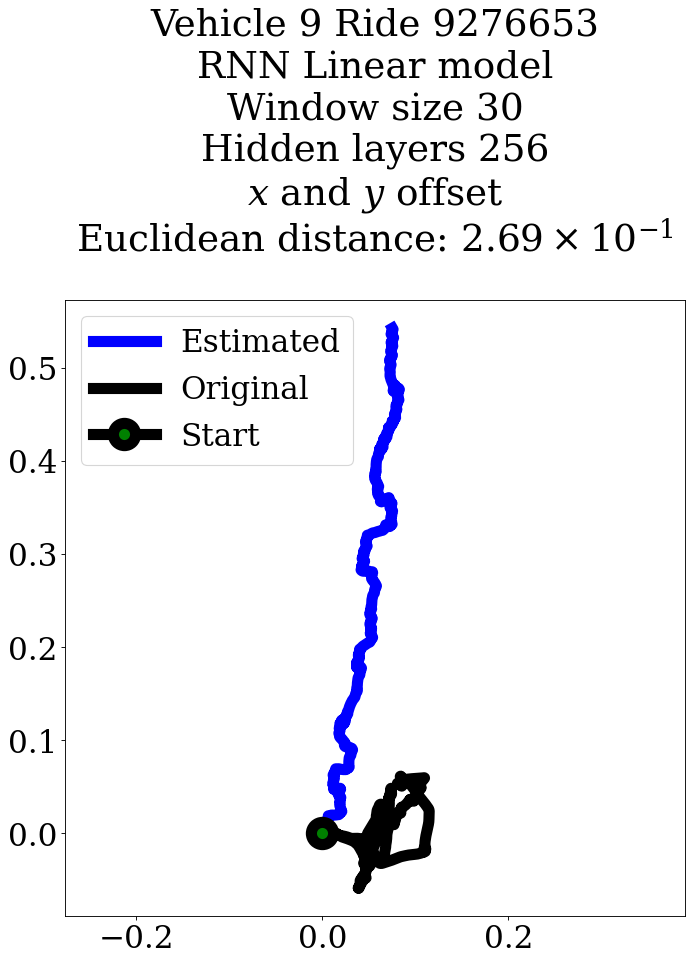 Vehicle 9 Ride 9276653
RNN Linear model
Window size 30
Hidden layers 256
x and y offset
Euclidean distance: 2.69 × 10⁻¹
Estimated
Original
Start
0.5
0.4
0.3
0.2
0.1
0.0
−0.2 0.0 0.2